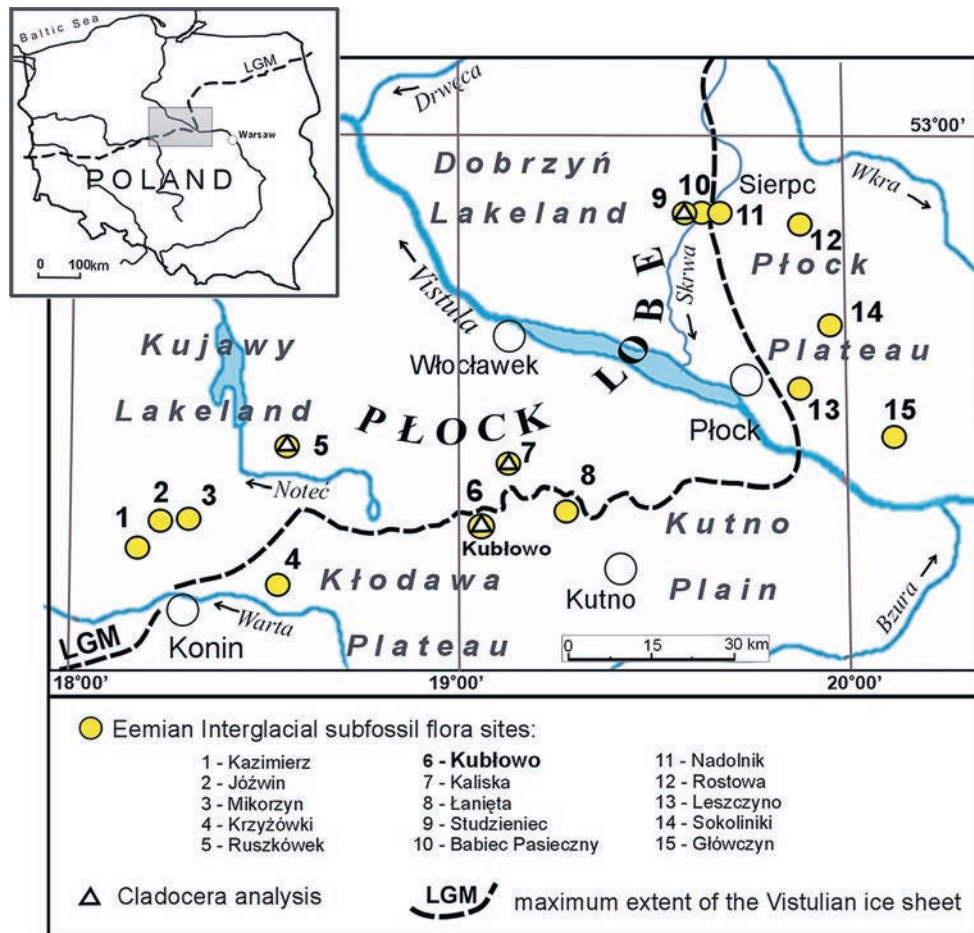 Baltic Sea
LGM
Warsaw
POLAND
0 100km
Drwęca
53°00'
Dobrzyń
Lakeland
Wkra
Sierpc
9
10
11
12
Płock
Plateau
Skrwa
14
13
15
Vistula
Włocławek
PŁOCK LOBE
Płock
Kujawy
Lakeland
5
7
Noteć
1
2
3
6
8
Kubłowo
Kutno
Plain
4
Kłodawa
Plateau
Kutno
Bzura
Warta
Konin
LGM
0 15 30 km
18°00' 19°00' 20°00'
Eemian Interglacial subfossil flora sites:
1 - Kazimierz
2 - Jóźwin
3 - Mikorzyn
4 - Krzyżówki
5 - Ruszkówek
6 - Kubłowo
7 - Kaliska
8 - Łanięta
9 - Studzieniec
10 - Babiec Pasieczny
11 - Nadolnik
12 - Rostowa
13 - Leszczyno
14 - Sokoliniki
15 - Główczyn
Cladocera analysis
LGM
maximum extent of the Vistulian ice sheet